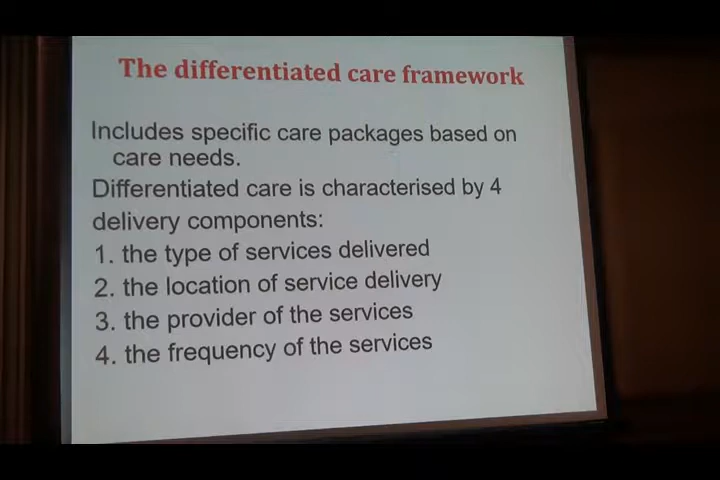 The differentiated care framework
Includes specific care packages based on
care needs.
Differentiated care is characterised by 4
delivery components:
1. the type of services delivered
2. the location of service delivery
3. the provider of the services
4. the frequency of the services